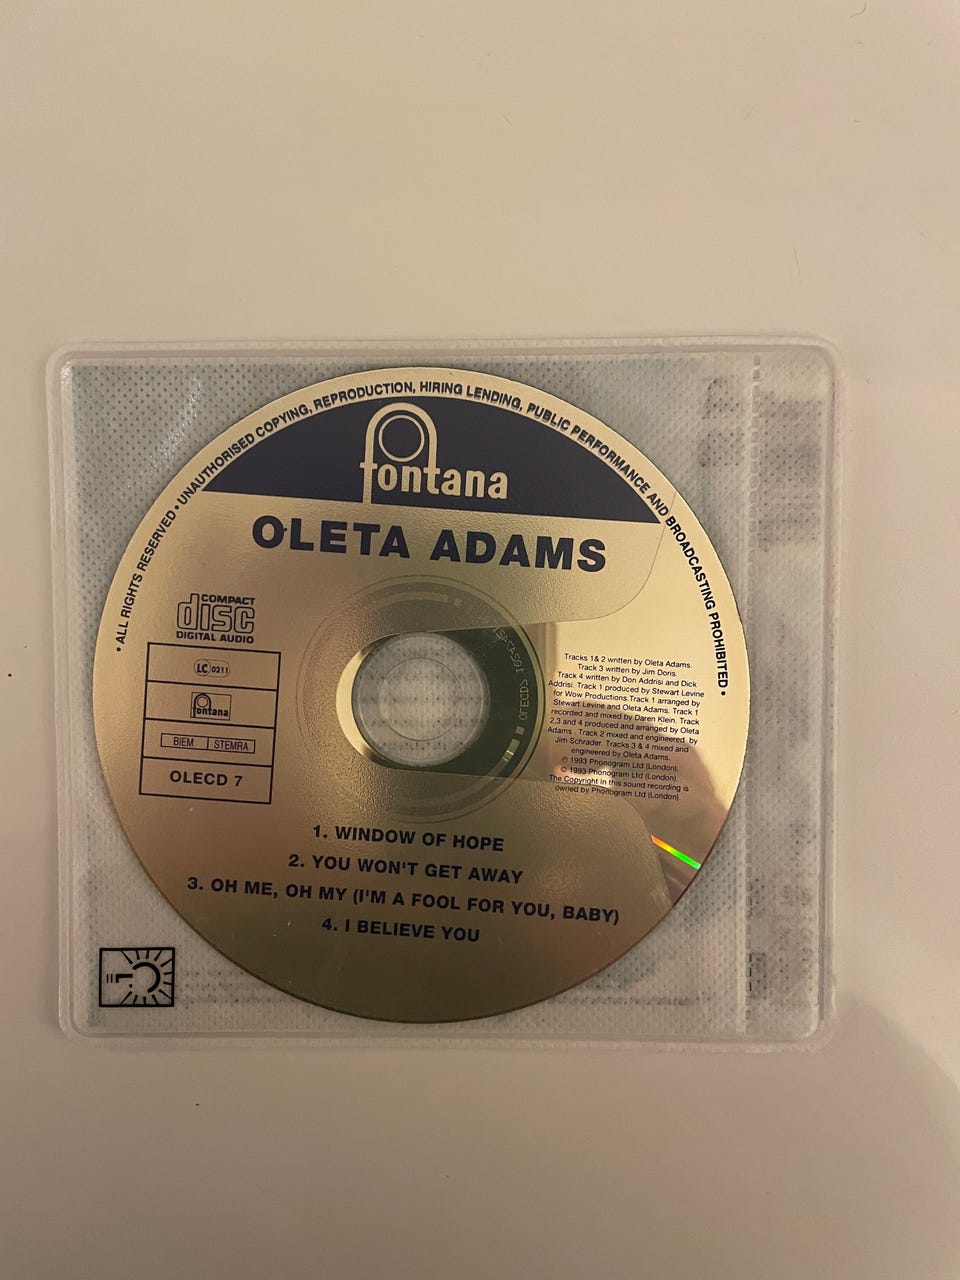 • ALL RIGHTS RESERVED • UNAUTHORISED COPYING, REPRODUCTION, HIRING LENDING, PUBLIC PERFORMANCE AND BROADCASTING PROHIBITED •
fontana
OLETA ADAMS
COMPACT
disc
DIGITAL AUDIO
LC 0211
fontana
BIEM STEMRA
OLECD 7
Tracks 1& 2 written by Oleta Adams.
Track 3 written by Jim Doris.
Track 4 written by Don Addrisi and Dick
Addrisi. Track 1 produced by Stewart Levine
for Wow Productions.Track 1 arranged by
Stewart Levine and Oleta Adams. Track 1
recorded and mixed by Daren Klein. Track
2,3 and 4 produced and arranged by Oleta
Adams . Track 2 mixed and engineered by
Jim Schrader. Tracks 3 & 4 mixed and
engineered by Oleta Adams.
℗ 1993 Phonogram Ltd (London).
© 1993 Phonogram Ltd (London).
The Copyright in this sound recording is
owned by Phonogram Ltd (London).
1. WINDOW OF HOPE
2. YOU WON'T GET AWAY
3. OH ME, OH MY (I'M A FOOL FOR YOU, BABY)
4. I BELIEVE YOU